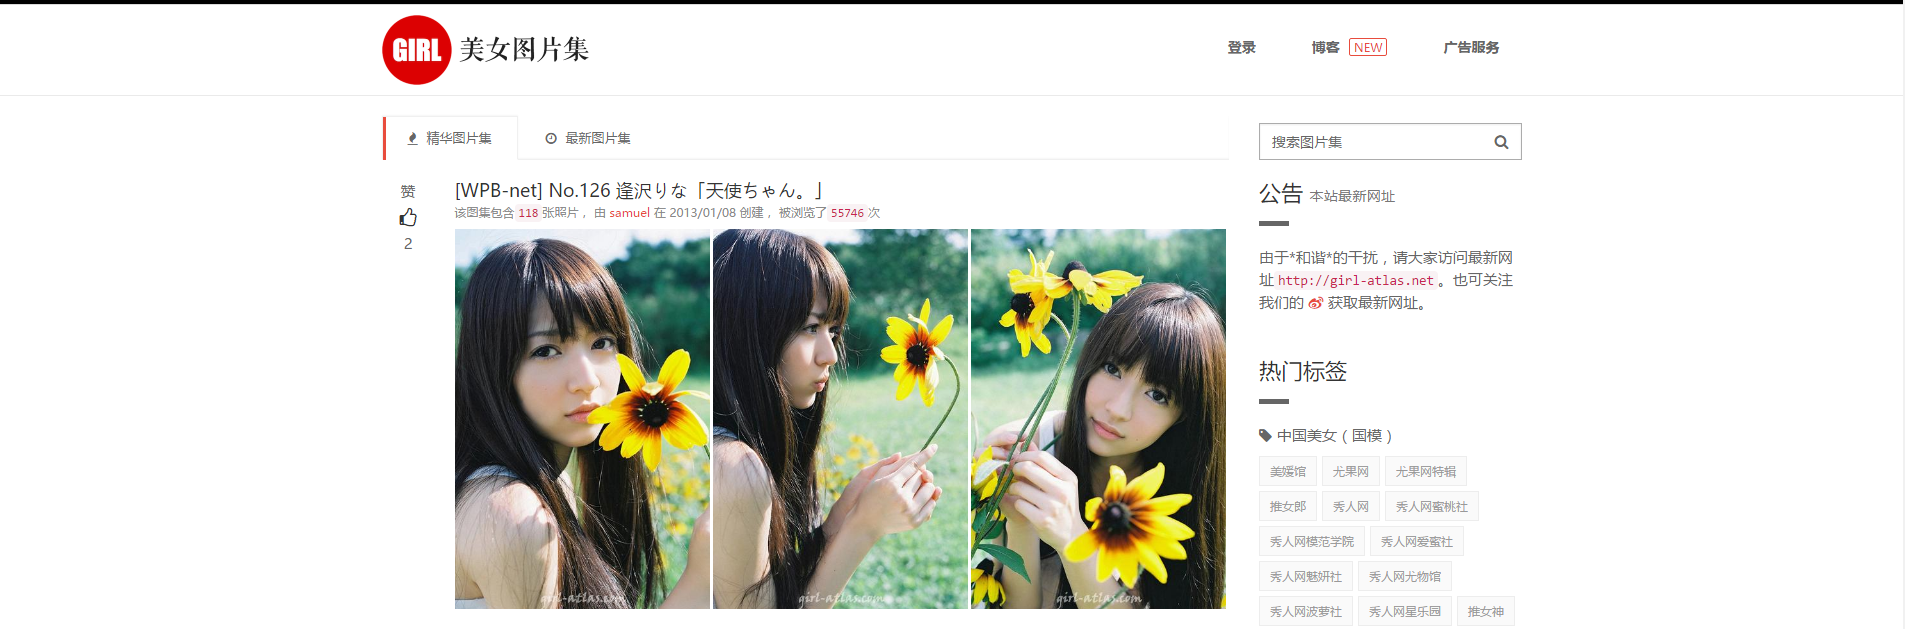 GIRL 美女图片集
登录 博客 NEW 广告服务
精华图片集 最新图片集
搜索图片集
赞
2
[WPB-net] No.126 逢沢りな「天使ちゃん。」
该图集包含 118 张照片， 由 samuel 在 2013/01/08 创建， 被浏览了 55746 次
girl-atlas.com girl-atlas.com girl-atlas.com
公告 本站最新网址
由于*和谐*的干扰，请大家访问最新网
址 http://girl-atlas.net 。也可关注
我们的 获取最新网址。
热门标签
中国美女（国模）
美媛馆 尤果网 尤果网特辑
推女郎 秀人网 秀人网蜜桃社
秀人网模范学院 秀人网爱蜜社
秀人网魅妍社 秀人网尤物馆
秀人网波萝社 秀人网星乐园 推女神